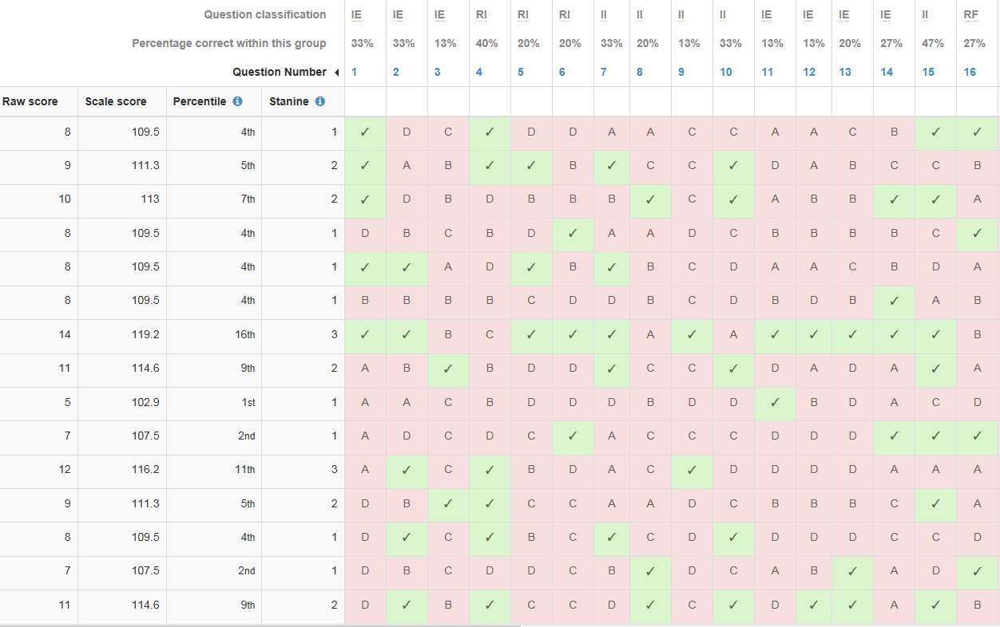 Question classification IE IE IE RI RI RI II II II II IE IE IE IE II RF
Percentage correct within this group 33% 33% 13% 40% 20% 20% 33% 20% 13% 33% 13% 13% 20% 27% 47% 27%
Question Number 1 2 3 4 5 6 7 8 9 10 11 12 13 14 15 16
Raw score Scale score Percentile Stanine
8 109.5 4th 1 ✓ D C ✓ D D A A C C A A C B ✓ ✓
9 111.3 5th 2 ✓ A B ✓ ✓ B ✓ C C ✓ D A B C C B
10 113 7th 2 ✓ D B D B B B ✓ C ✓ A B B ✓ ✓ A
8 109.5 4th 1 D B C B D ✓ A A D C B B B B C ✓
8 109.5 4th 1 ✓ ✓ A D ✓ B ✓ B C D A A C B D A
8 109.5 4th 1 B B B B C D D B C D B D B ✓ A B
14 119.2 16th 3 ✓ ✓ B C ✓ ✓ ✓ A ✓ A ✓ ✓ ✓ ✓ ✓ B
11 114.6 9th 2 A B ✓ B D D ✓ C C ✓ D A D A ✓ A
5 102.9 1st 1 A A C B D D D B D D ✓ B D A C D
7 107.5 2nd 1 A D C D C ✓ A C C C D D D ✓ ✓ ✓
12 116.2 11th 3 A ✓ C ✓ B D A C ✓ D D D D A A A
9 111.3 5th 2 D B ✓ ✓ C C A A D C B B B C ✓ A
8 109.5 4th 1 D ✓ C ✓ B C ✓ C D ✓ D D D C C D
7 107.5 2nd 1 D B C D D C B ✓ D C A B ✓ A D ✓
11 114.6 9th 2 D ✓ B ✓ C C D ✓ C ✓ D ✓ ✓ A ✓ B